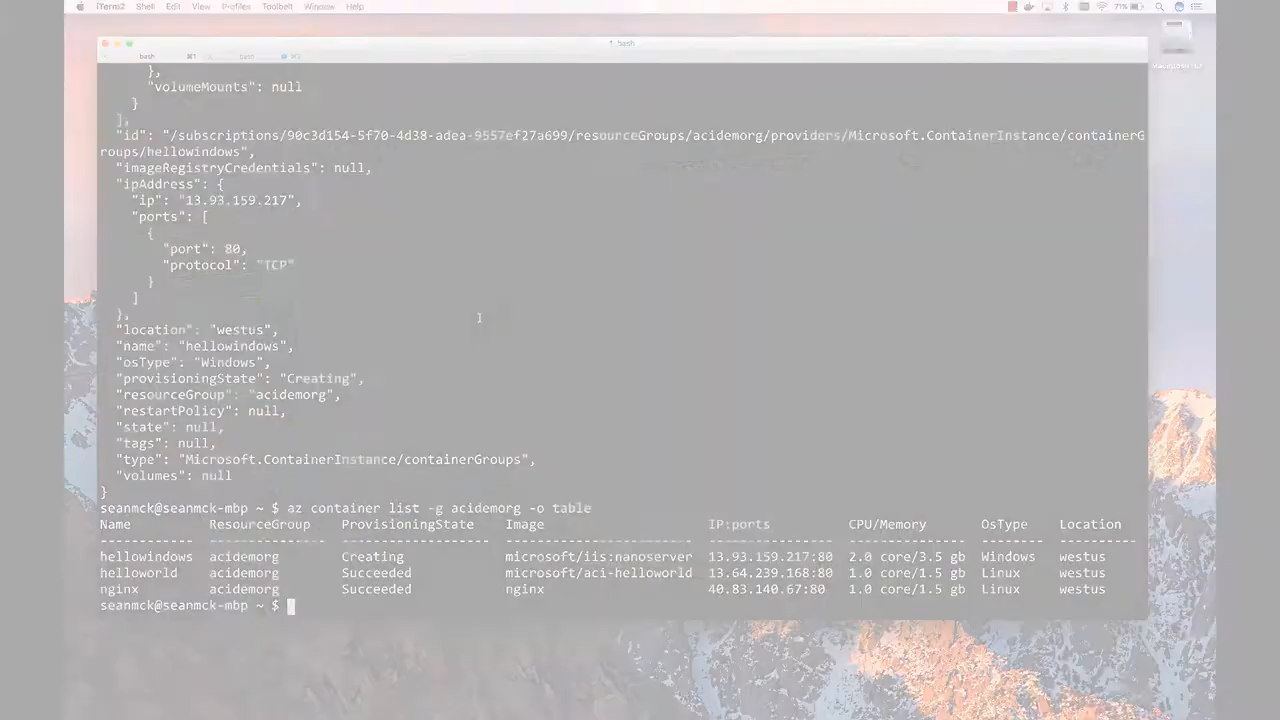 iTerm2 Shell Edit View Profiles Toolbelt Window Help 71%
1. bash
bash ⌘1 bash ⌘2
},
"volumeMounts": null
}
],
"id": "/subscriptions/90c3d154-5f70-4d38-adea-9557ef27a699/resourceGroups/acidemorg/providers/Microsoft.ContainerInstance/containerG
roups/hellowindows",
"imageRegistryCredentials": null,
"ipAddress": {
"ip": "13.93.159.217",
"ports": [
{
"port": 80,
"protocol": "TCP"
}
]
},
"location": "westus",
"name": "hellowindows",
"osType": "Windows",
"provisioningState": "Creating",
"resourceGroup": "acidemorg",
"restartPolicy": null,
"state": null,
"tags": null,
"type": "Microsoft.ContainerInstance/containerGroups",
"volumes": null
}
seanmck@seanmck-mbp ~ $ az container list -g acidemorg -o table
Name ResourceGroup ProvisioningState Image IP:ports CPU/Memory OsType Location
------------ --------------- ------------------- ------------------------ ---------------- --------------- -------- ----------
hellowindows acidemorg Creating microsoft/iis:nanoserver 13.93.159.217:80 2.0 core/3.5 gb Windows westus
helloworld acidemorg Succeeded microsoft/aci-helloworld 13.64.239.168:80 1.0 core/1.5 gb Linux westus
nginx acidemorg Succeeded nginx 40.83.140.67:80 1.0 core/1.5 gb Linux westus
seanmck@seanmck-mbp ~ $